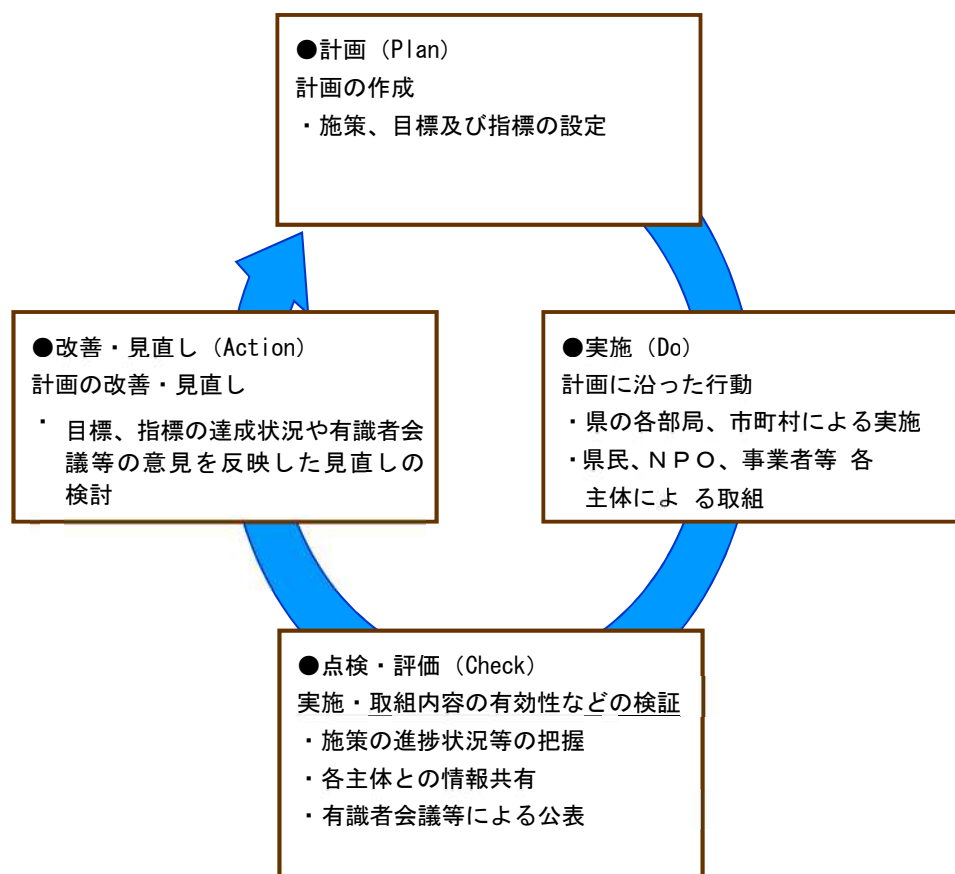 ●計画（Plan）
計画の作成
・施策、目標及び指標の設定
●改善・見直し（Action）
計画の改善・見直し
・ 目標、指標の達成状況や有識者会
議等の意見を反映した見直しの
検討
●実施（Do）
計画に沿った行動
・県の各部局、市町村による実施
・県民、ＮＰＯ、事業者等 各
主体によ る取組
●点検・評価（Check）
実施・取組内容の有効性などの検証
・施策の進捗状況等の把握
・各主体との情報共有
・有識者会議等による公表